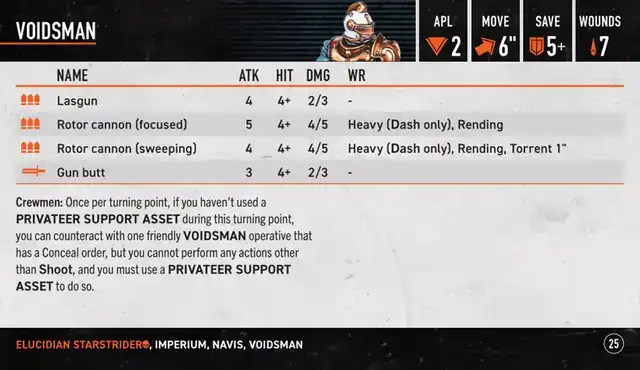 VOIDSMAN
APL MOVE SAVE WOUNDS
2 6" 5+ 7
NAME ATK HIT DMG WR
Lasgun 4 4+ 2/3 -
Rotor cannon (focused) 5 4+ 4/5 Heavy (Dash only), Rending
Rotor cannon (sweeping) 4 4+ 4/5 Heavy (Dash only), Rending, Torrent 1"
Gun butt 3 4+ 2/3 -
Crewmen: Once per turning point, if you haven't used a
PRIVATEER SUPPORT ASSET during this turning point,
you can counteract with one friendly VOIDSMAN operative that
has a Conceal order, but you cannot perform any actions other
than Shoot, and you must use a PRIVATEER SUPPORT
ASSET to do so.
ELUCIDIAN STARSTRIDER, IMPERIUM, NAVIS, VOIDSMAN
25